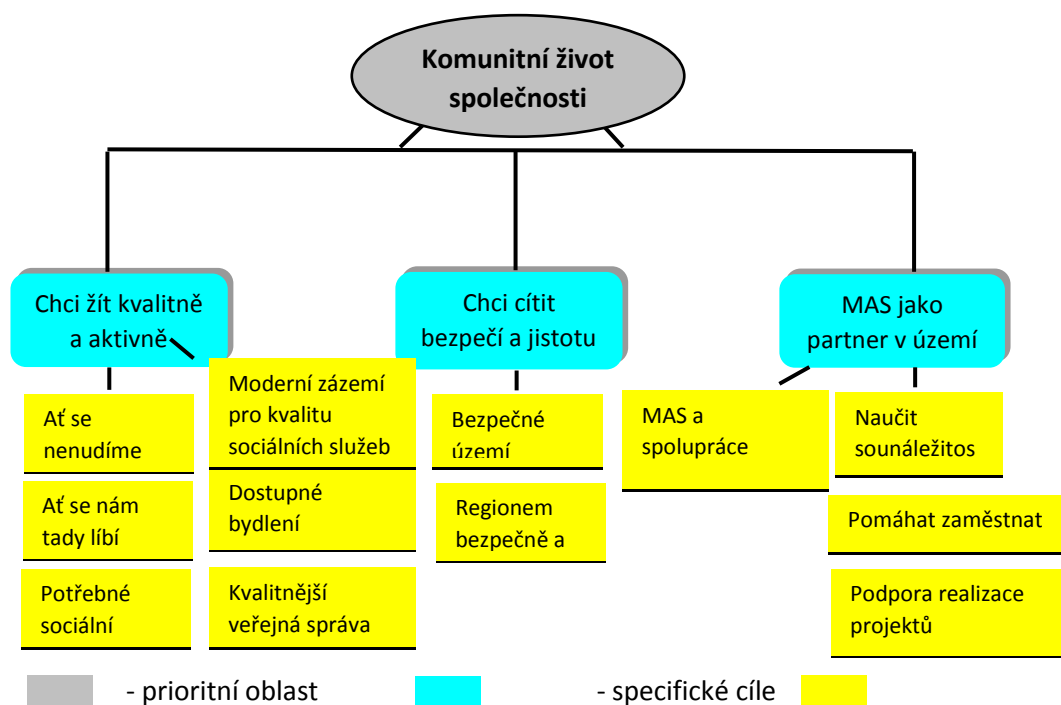 Komunitní život
společnosti
Chci žít kvalitně
a aktivně
Chci cítit
bezpečí a jistotu
MAS jako
partner v území
Ať se
nenudíme
Moderní zázemí
pro kvalitu
sociálních služeb
Bezpečné
území
MAS a
spolupráce
Naučit
sounáležitos
Ať se nám
tady líbí
Dostupné
bydlení
Regionem
bezpečně a
Pomáhat zaměstnat
Potřebné
sociální
Kvalitnější
veřejná správa
Podpora realizace
projektů
- prioritní oblast
- specifické cíle